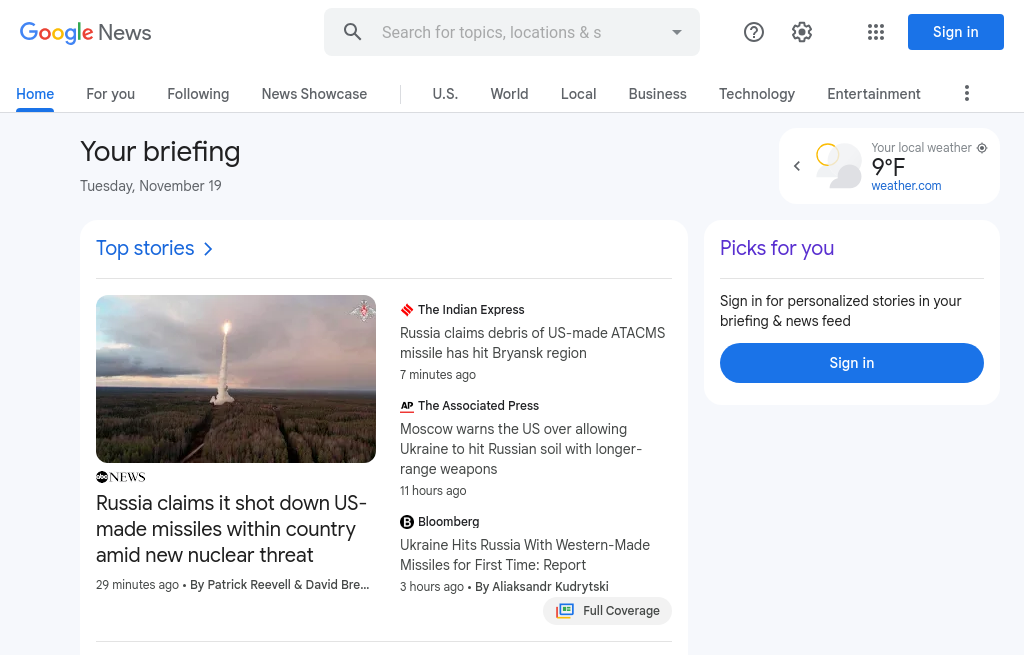 Google News
Search for topics, locations & s
Sign in
Home
For you
Following
News Showcase
U.S.
World
Local
Business
Technology
Entertainment
Your briefing
Tuesday, November 19
Your local weather
9°F
weather.com
Top stories
Picks for you
Sign in for personalized stories in your
briefing & news feed
Sign in
abc NEWS
Russia claims it shot down US-
made missiles within country
amid new nuclear threat
29 minutes ago • By Patrick Reevell & David Bre…
The Indian Express
Russia claims debris of US-made ATACMS
missile has hit Bryansk region
7 minutes ago
AP The Associated Press
Moscow warns the US over allowing
Ukraine to hit Russian soil with longer-
range weapons
11 hours ago
B Bloomberg
Ukraine Hits Russia With Western-Made
Missiles for First Time: Report
3 hours ago • By Aliaksandr Kudrytski
Full Coverage